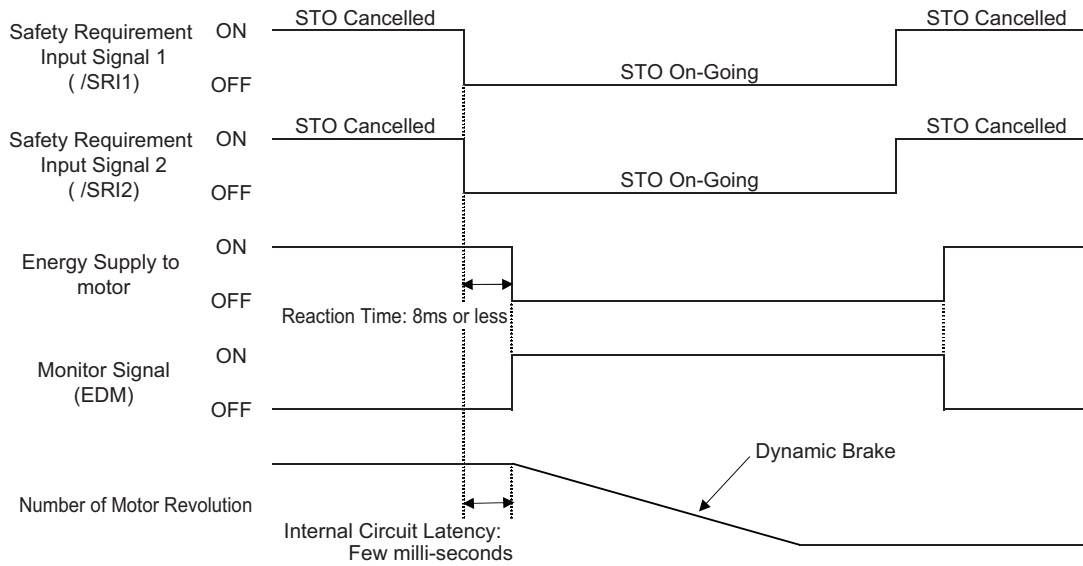 STO Cancelled
STO Cancelled
Safety Requirement
Input Signal 1
( /SRI1)
ON
OFF
STO On-Going
STO Cancelled
STO Cancelled
Safety Requirement
Input Signal 2
( /SRI2)
ON
OFF
STO On-Going
Energy Supply to
motor
ON
OFF
Reaction Time: 8ms or less
Monitor Signal
(EDM)
ON
OFF
Dynamic Brake
Number of Motor Revolution
Internal Circuit Latency:
Few milli-seconds